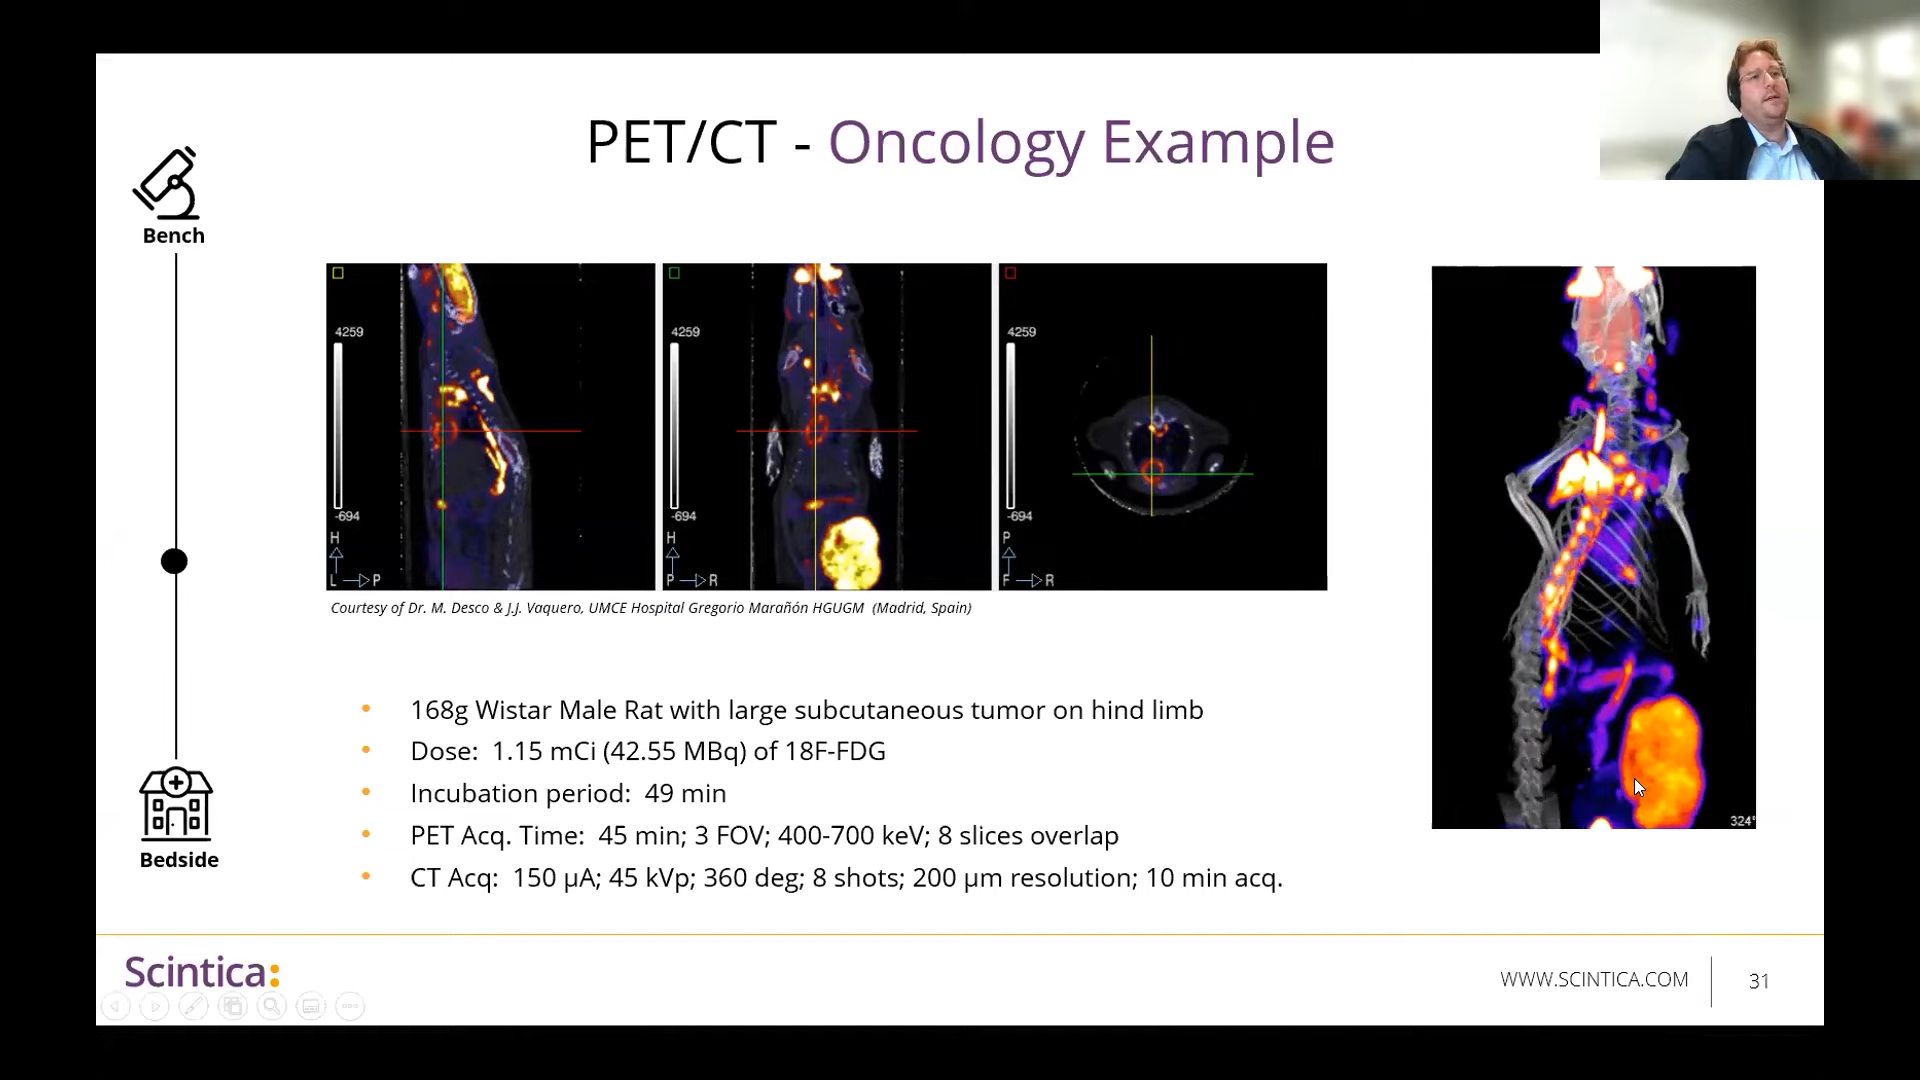 PET/CT - Oncology Example
Bench
4259
-694
H
L P
4259
-694
H
P R
4259
-694
P
F R
324°
Courtesy of Dr. M. Desco & J.J. Vaquero, UMCE Hospital Gregorio Marañón HGUGM (Madrid, Spain)
• 168g Wistar Male Rat with large subcutaneous tumor on hind limb
• Dose: 1.15 mCi (42.55 MBq) of 18F-FDG
• Incubation period: 49 min
• PET Acq. Time: 45 min; 3 FOV; 400-700 keV; 8 slices overlap
• CT Acq: 150 µA; 45 kVp; 360 deg; 8 shots; 200 µm resolution; 10 min acq.
Bedside
Scintica:
WWW.SCINTICA.COM
31